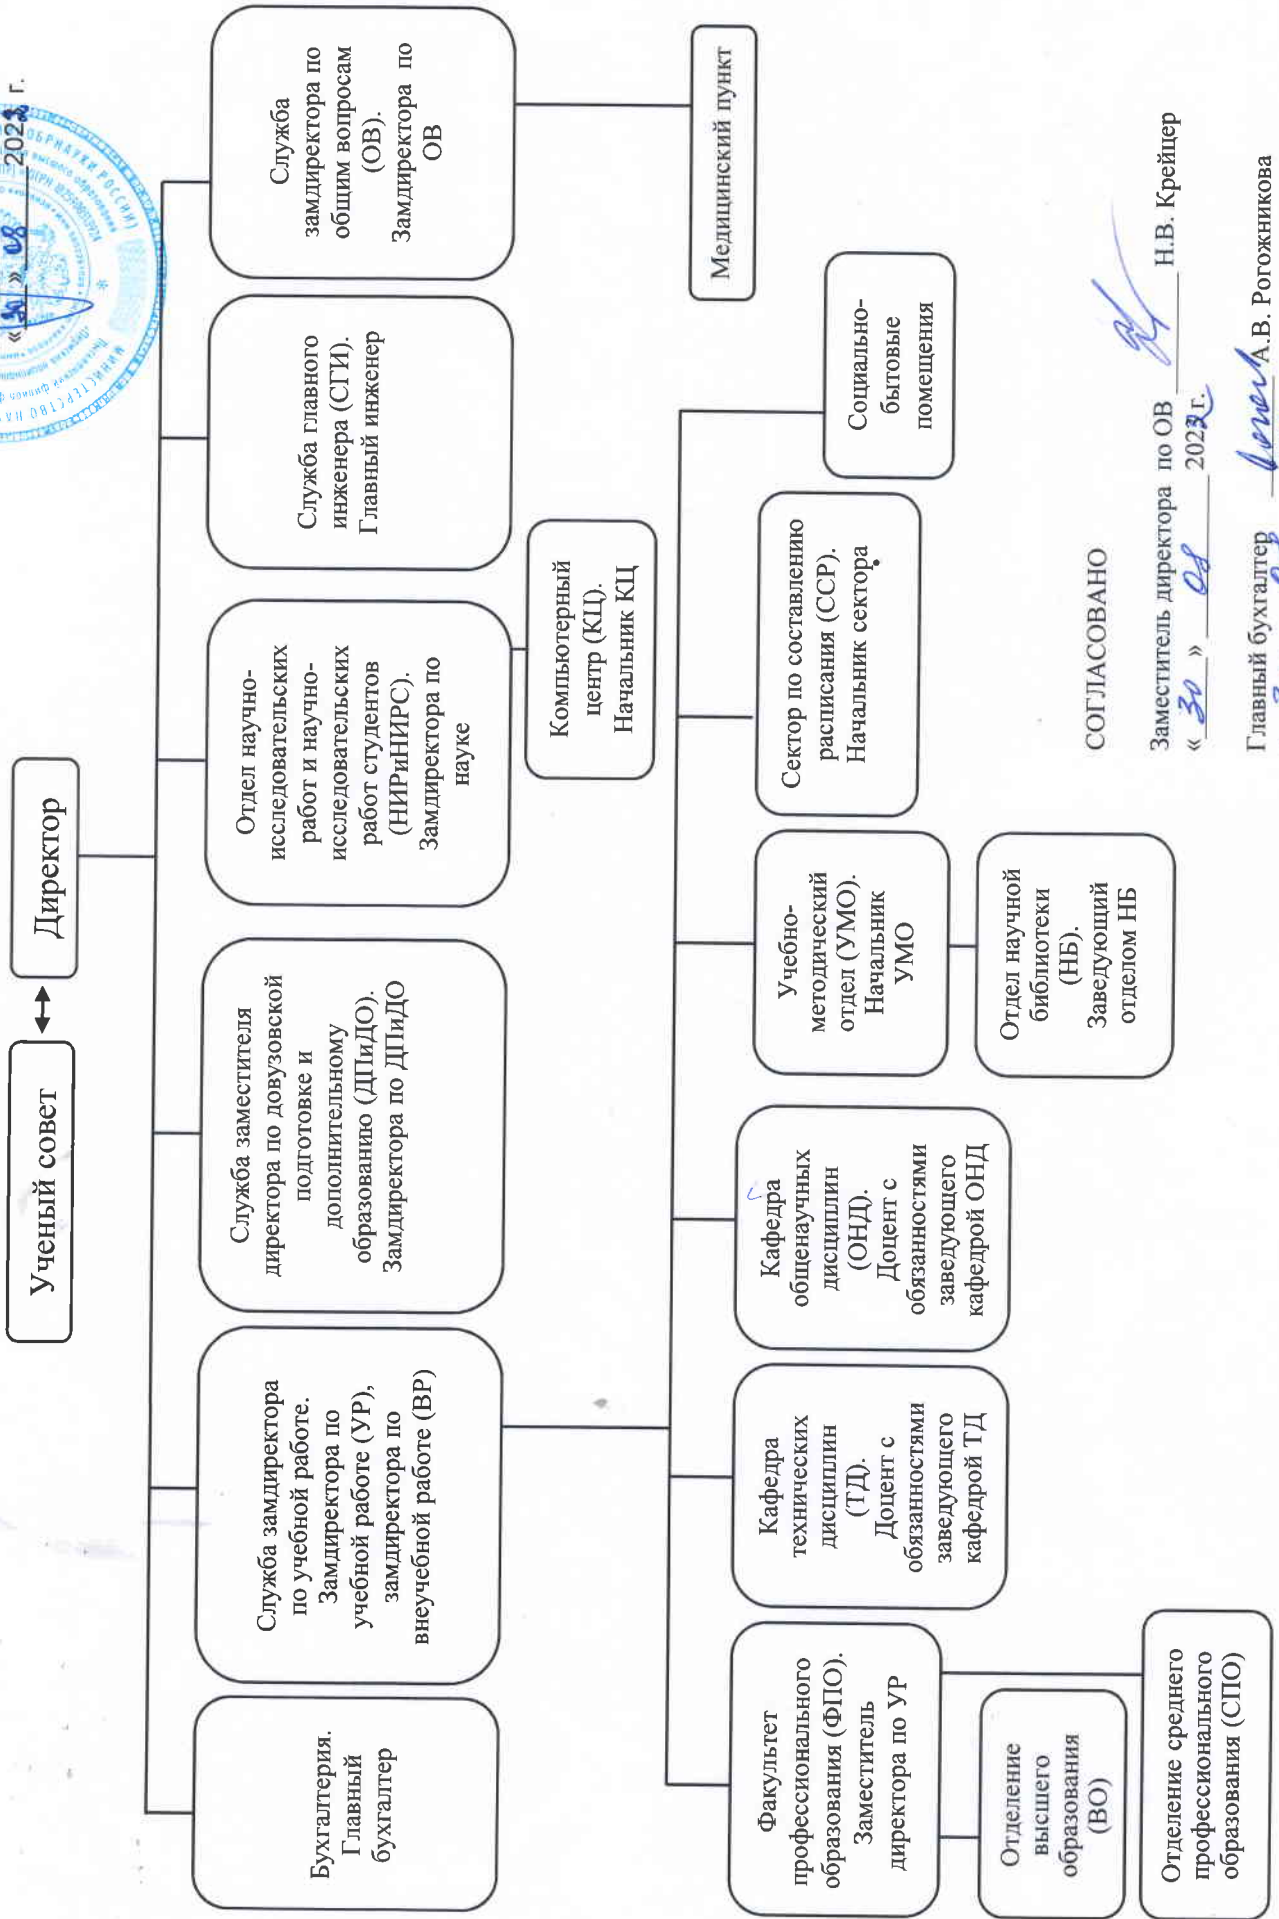 « 30 » 08 2022 г.
Ученый совет
Директор
Бухгалтерия.
Главный
бухгалтер
Служба замдиректора
по учебной работе.
Замдиректора по
учебной работе (УР),
замдиректора по
внеучебной работе (ВР)
Служба заместителя
директора по довузовской
подготовке и
дополнительному
образованию (ДПиДО).
Замдиректора по ДПиДО
Отдел научно-
исследовательских
работ и научно-
исследовательских
работ студентов
(НИРиНИРС).
Замдиректора по
науке
Служба главного
инженера (СГИ).
Главный инженер
Служба
замдиректора по
общим вопросам
(ОВ).
Замдиректора по
ОВ
Компьютерный
центр (КЦ).
Начальник КЦ
Медицинский пункт
Факультет
профессионального
образования (ФПО).
Заместитель
директора по УР
Кафедра
технических
дисциплин
(ТД).
Доцент с
обязанностями
заведующего
кафедрой ТД
Кафедра
общенаучных
дисциплин
(ОНД).
Доцент с
обязанностями
заведующего
кафедрой ОНД
Учебно-
методический
отдел (УМО).
Начальник
УМО
Сектор по составлению
расписания (ССР).
Начальник сектора
Социально-
бытовые
помещения
Отделение
высшего
образования
(ВО)
Отделение среднего
профессионального
образования (СПО)
Отдел научной
библиотеки
(НБ).
Заведующий
отделом НБ
СОГЛАСОВАНО
Заместитель директора по ОВ Н.В. Крейцер
« 30 » 08 2022 г.
Главный бухгалтер А.В. Рогожникова